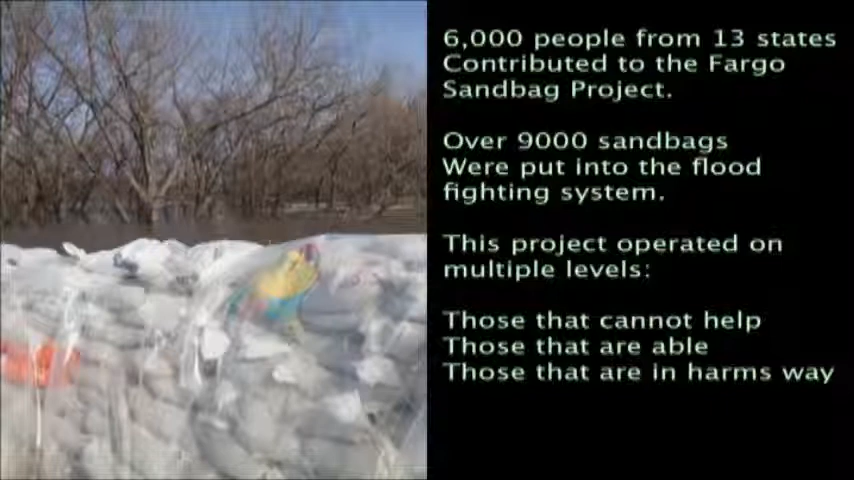 6,000 people from 13 states
Contributed to the Fargo
Sandbag Project.
Over 9000 sandbags
Were put into the flood
fighting system.
This project operated on
multiple levels:
Those that cannot help
Those that are able
Those that are in harms way